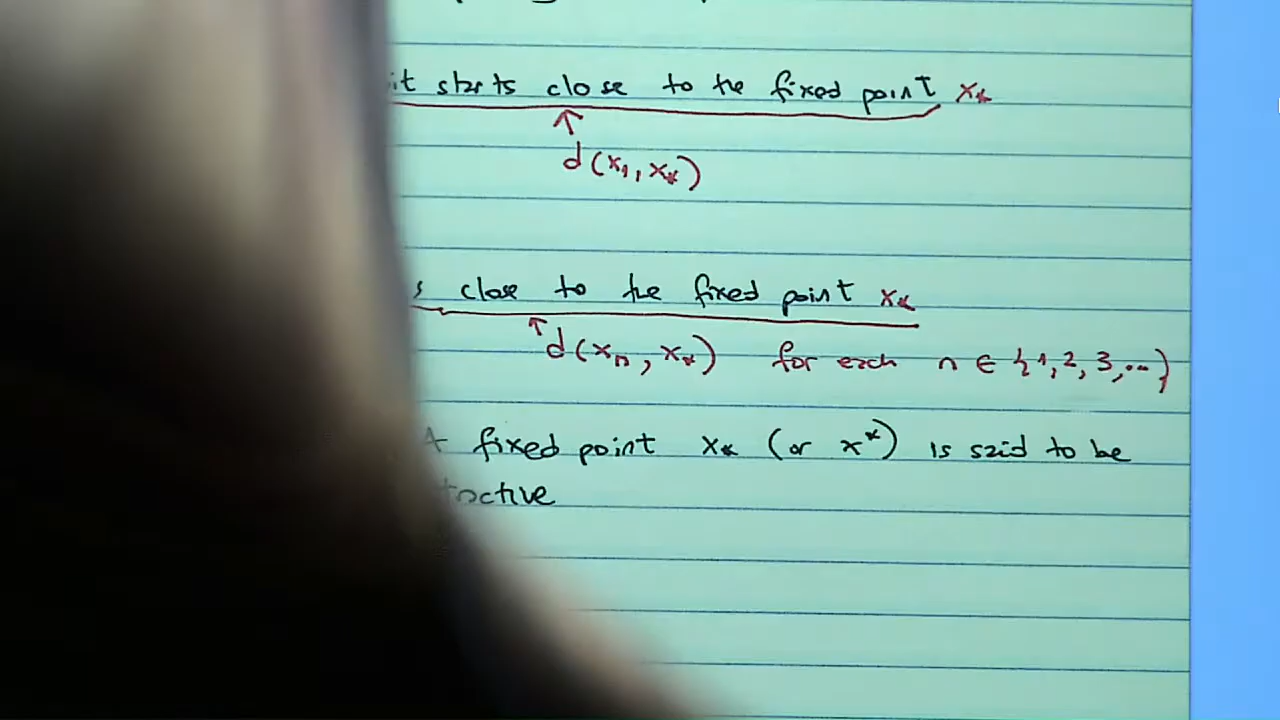 it starts close to the fixed point x*
↑
d(x₁, x*)
close to the fixed point x*
↑ d(xₙ, x*) for each n ∈ {1, 2, 3, ...}
A fixed point x* (or x*) is said to be